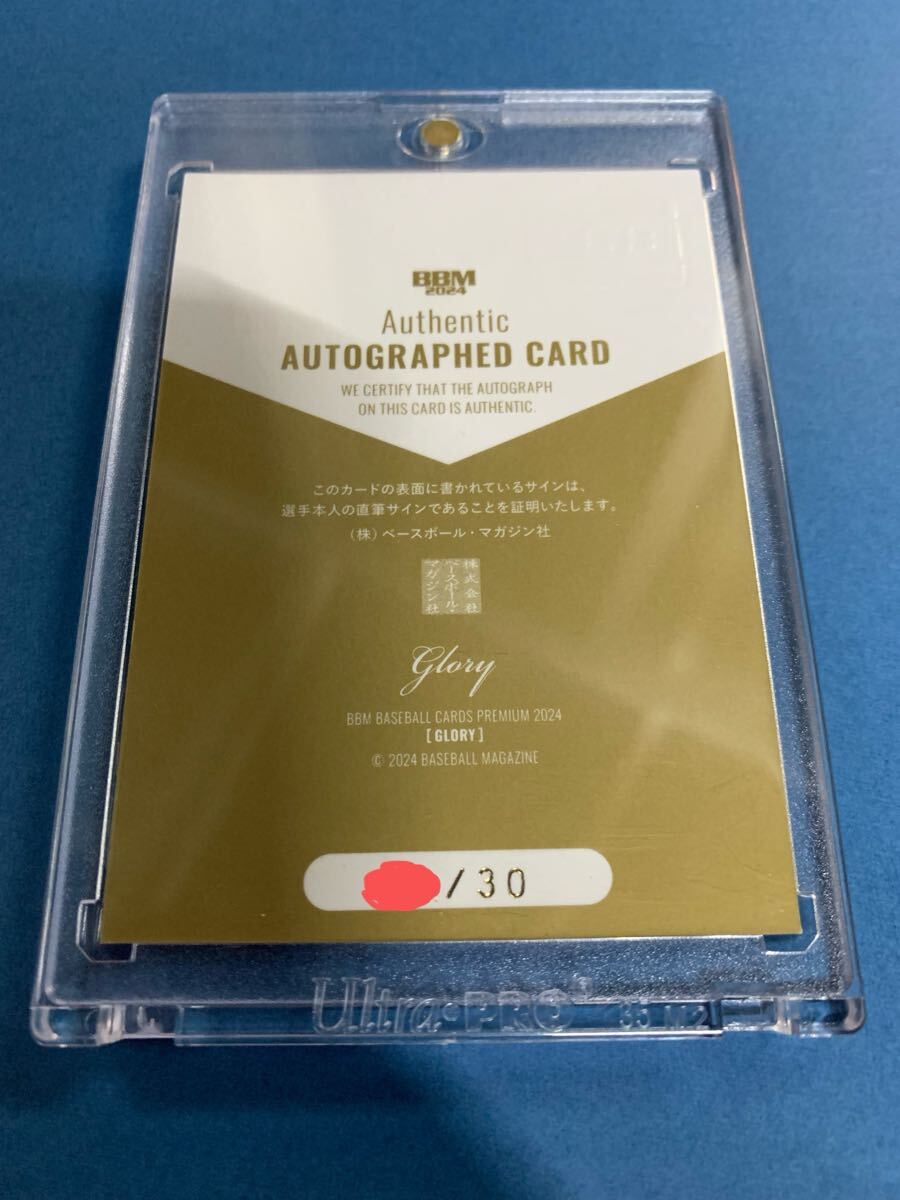 BBM
2024
Authentic
AUTOGRAPHED CARD
WE CERTIFY THAT THE AUTOGRAPH
ON THIS CARD IS AUTHENTIC.
このカードの表面に書かれているサインは、
選手本人の直筆サインであることを証明いたします。
(株)ベースボール・マガジン社
株式会社
ベースボール・
マガジン社
Glory
BBM BASEBALL CARDS PREMIUM 2024
[GLORY]
© 2024 BASEBALL MAGAZINE
/30
Ultra·PRO